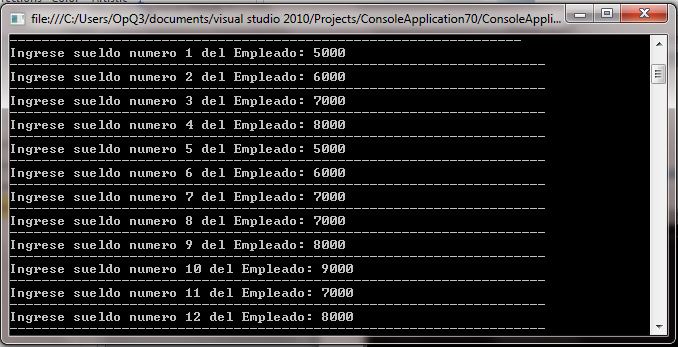 file:///C:/Users/OpQ3/documents/visual studio 2010/Projects/ConsoleApplication70/ConsoleAppli...
Ingrese sueldo numero 1 del Empleado: 5000
Ingrese sueldo numero 2 del Empleado: 6000
Ingrese sueldo numero 3 del Empleado: 7000
Ingrese sueldo numero 4 del Empleado: 8000
Ingrese sueldo numero 5 del Empleado: 5000
Ingrese sueldo numero 6 del Empleado: 6000
Ingrese sueldo numero 7 del Empleado: 7000
Ingrese sueldo numero 8 del Empleado: 7000
Ingrese sueldo numero 9 del Empleado: 8000
Ingrese sueldo numero 10 del Empleado: 9000
Ingrese sueldo numero 11 del Empleado: 7000
Ingrese sueldo numero 12 del Empleado: 8000